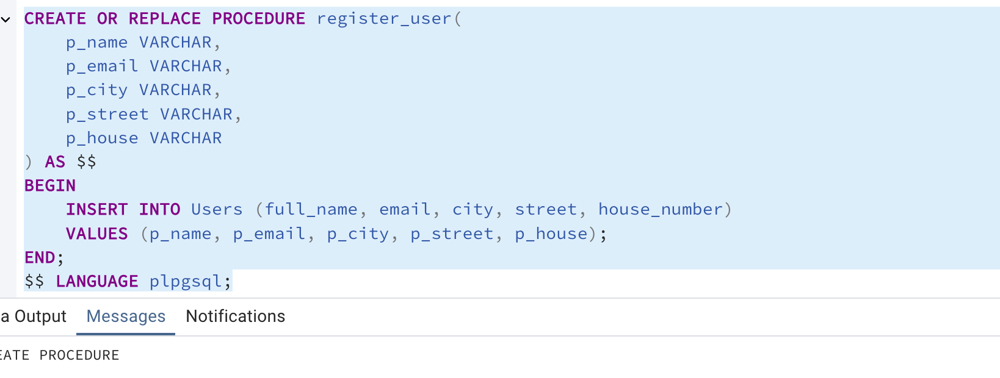 CREATE OR REPLACE PROCEDURE register_user(
    p_name VARCHAR,
    p_email VARCHAR,
    p_city VARCHAR,
    p_street VARCHAR,
    p_house VARCHAR
) AS $$
BEGIN
    INSERT INTO Users (full_name, email, city, street, house_number)
    VALUES (p_name, p_email, p_city, p_street, p_house);
END;
$$ LANGUAGE plpgsql;
a Output Messages Notifications
EATE PROCEDURE